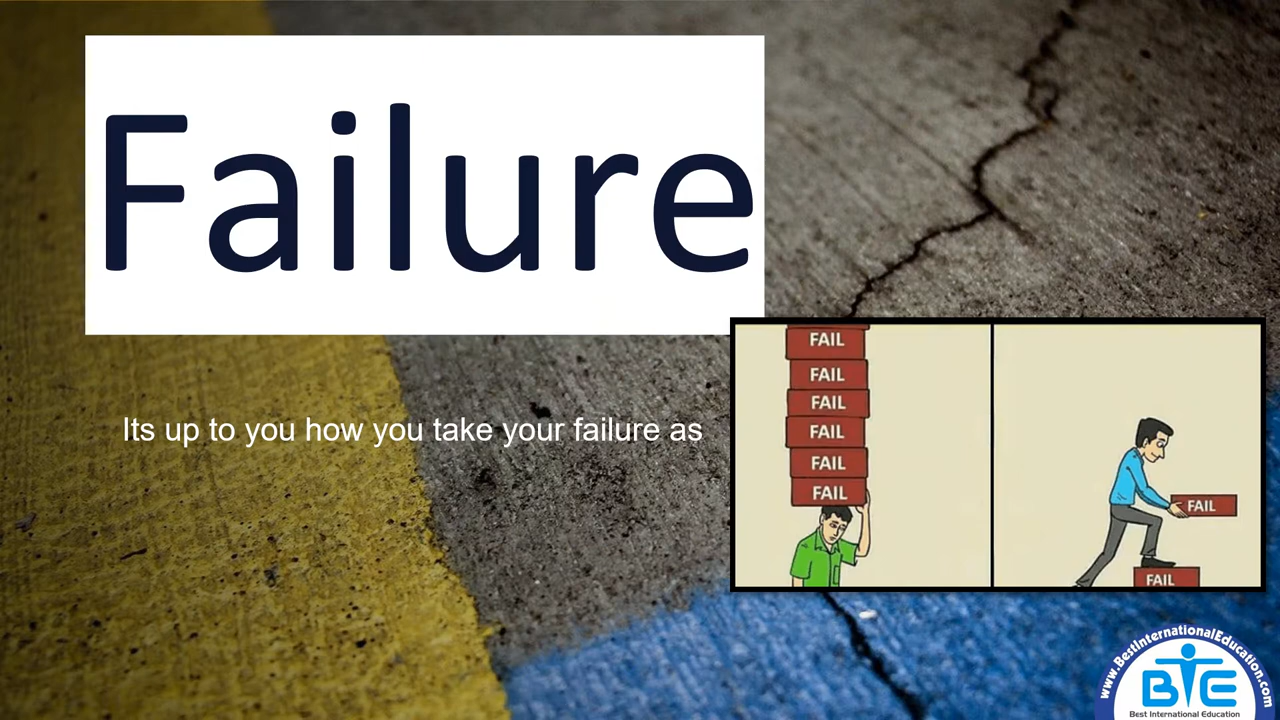 Failure
Its up to you how you take your failure as
FAIL
FAIL
FAIL
FAIL
FAIL
FAIL
FAIL
FAIL
www.BestInternationalEducation.com
BTE
Best International Education